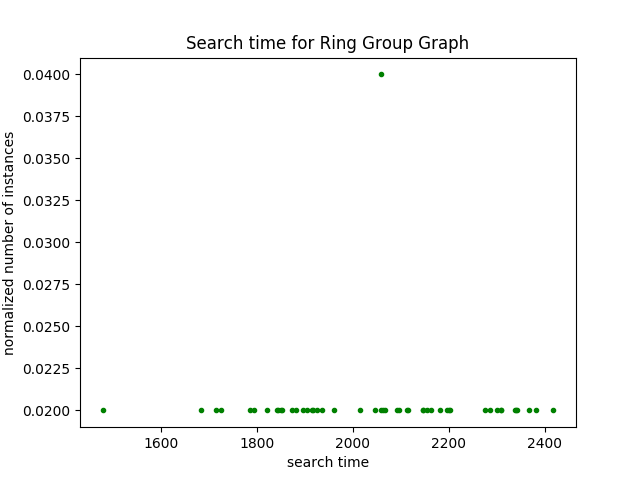 Search time for Ring Group Graph
0.0400
0.0375
0.0350
0.0325
0.0300
0.0275
0.0250
0.0225
0.0200
normalized number of instances
1600 1800 2000 2200 2400
search time